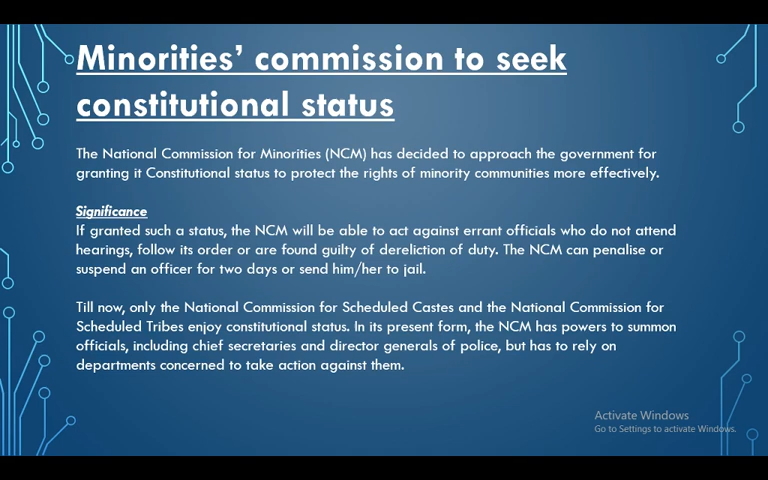 Minorities’ commission to seek
constitutional status
The National Commission for Minorities (NCM) has decided to approach the government for
granting it Constitutional status to protect the rights of minority communities more effectively.
Significance
If granted such a status, the NCM will be able to act against errant officials who do not attend
hearings, follow its order or are found guilty of dereliction of duty. The NCM can penalise or
suspend an officer for two days or send him/her to jail.
Till now, only the National Commission for Scheduled Castes and the National Commission for
Scheduled Tribes enjoy constitutional status. In its present form, the NCM has powers to summon
officials, including chief secretaries and director generals of police, but has to rely on
departments concerned to take action against them.
Activate Windows
Go to Settings to activate Windows.